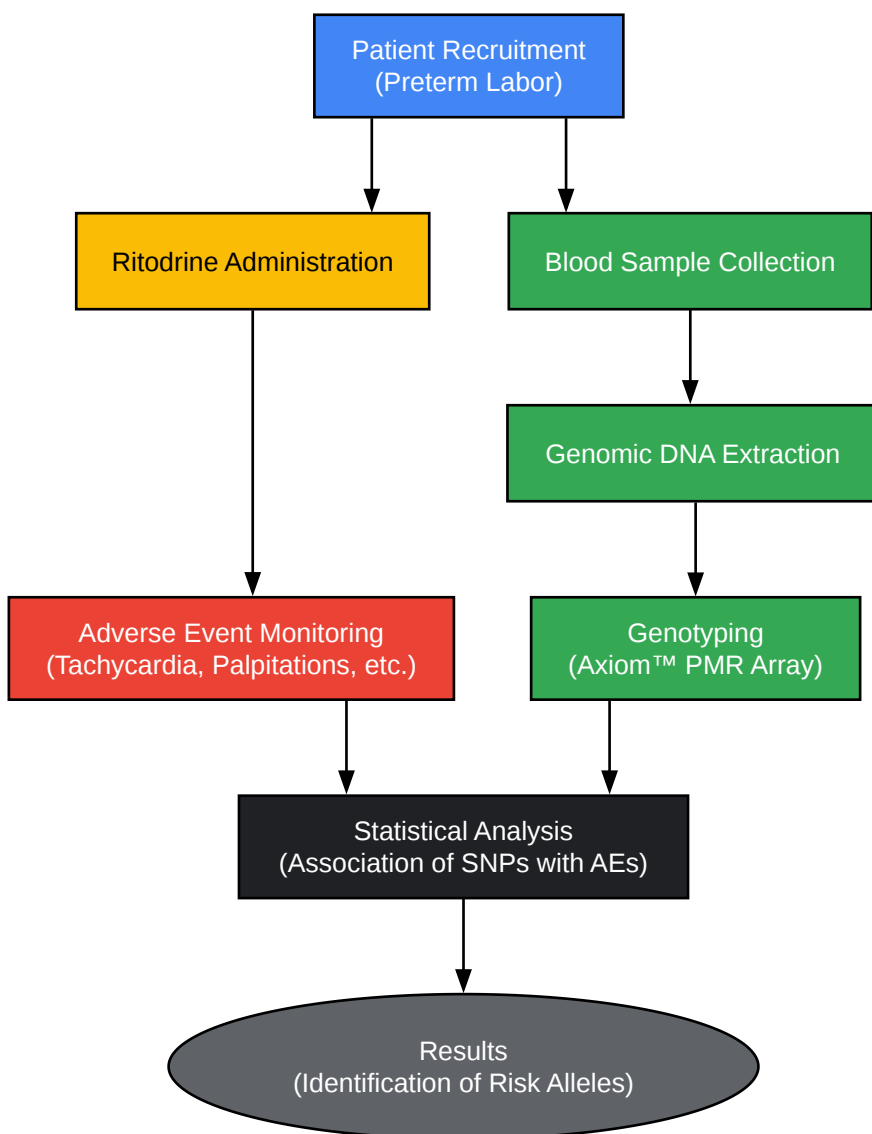 Patient Recruitment
(Preterm Labor)
Ritodrine Administration
Blood Sample Collection
Genomic DNA Extraction
Adverse Event Monitoring
(Tachycardia, Palpitations, etc.)
Genotyping
(Axiom™ PMR Array)
Statistical Analysis
(Association of SNPs with AEs)
Results
(Identification of Risk Alleles)